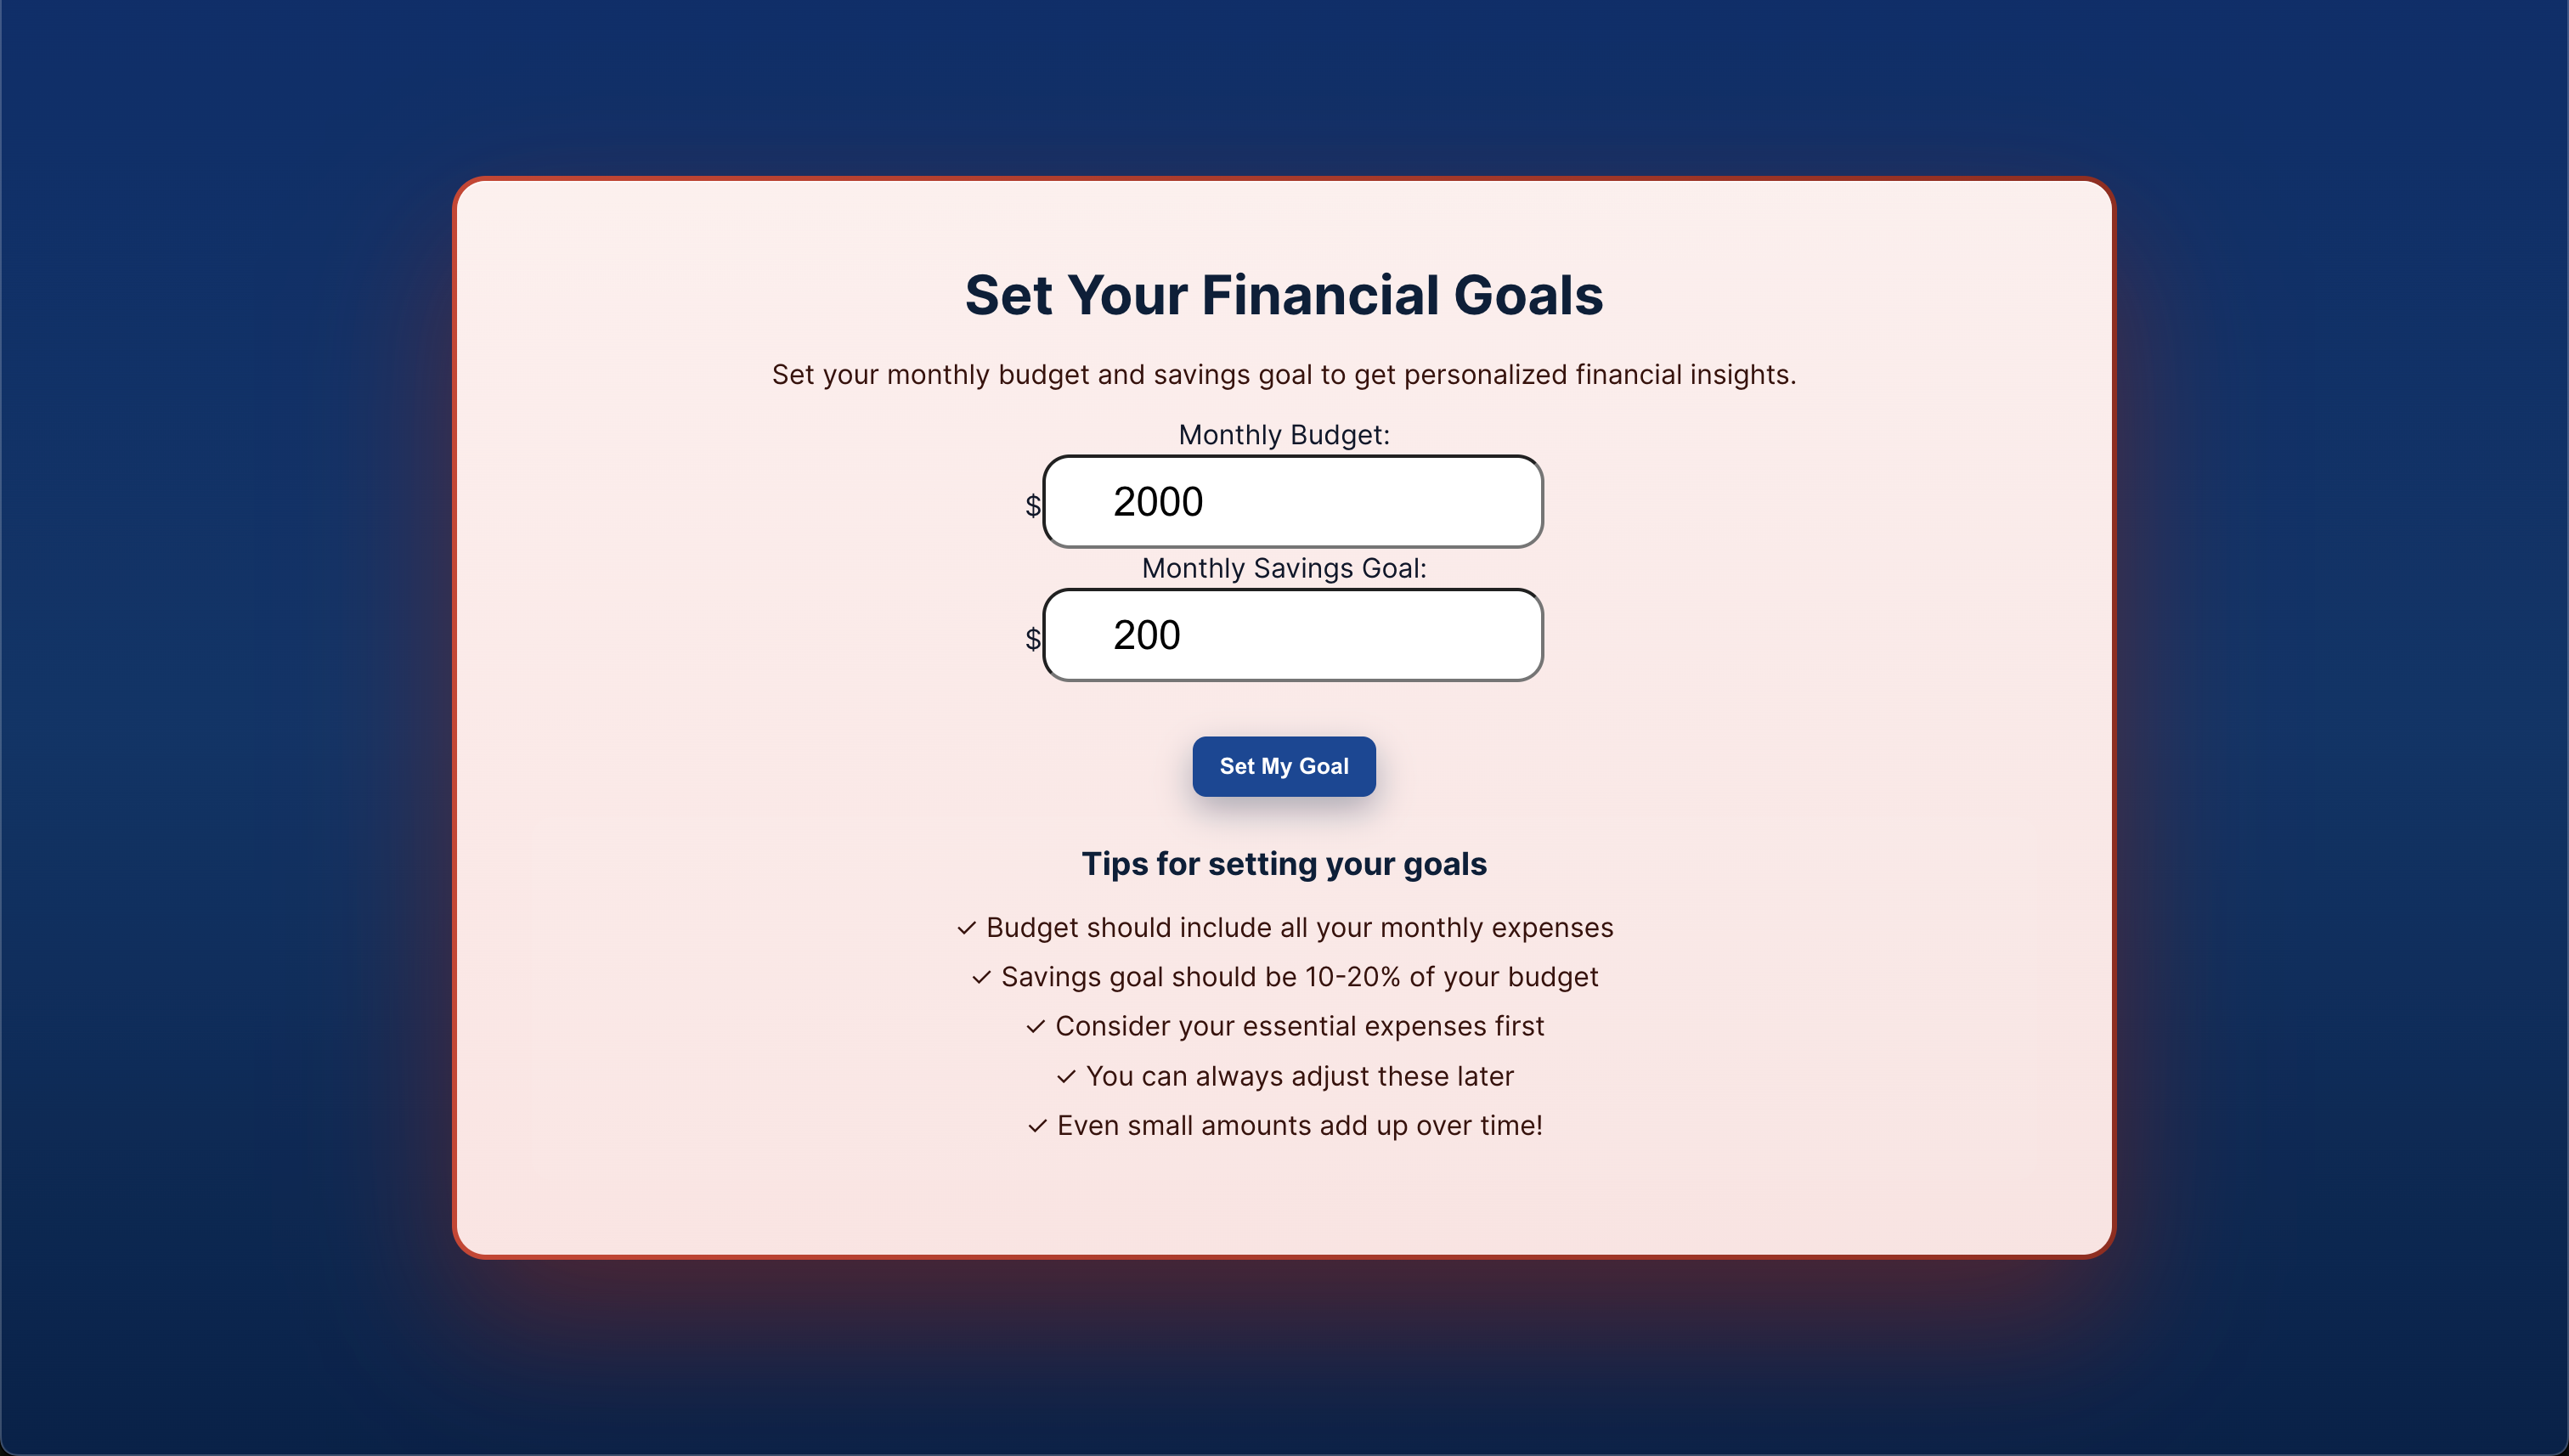 Set Your Financial Goals
Set your monthly budget and savings goal to get personalized financial insights.
Monthly Budget:
$ 2000
Monthly Savings Goal:
$ 200
Set My Goal
Tips for setting your goals
✓ Budget should include all your monthly expenses
✓ Savings goal should be 10-20% of your budget
✓ Consider your essential expenses first
✓ You can always adjust these later
✓ Even small amounts add up over time!